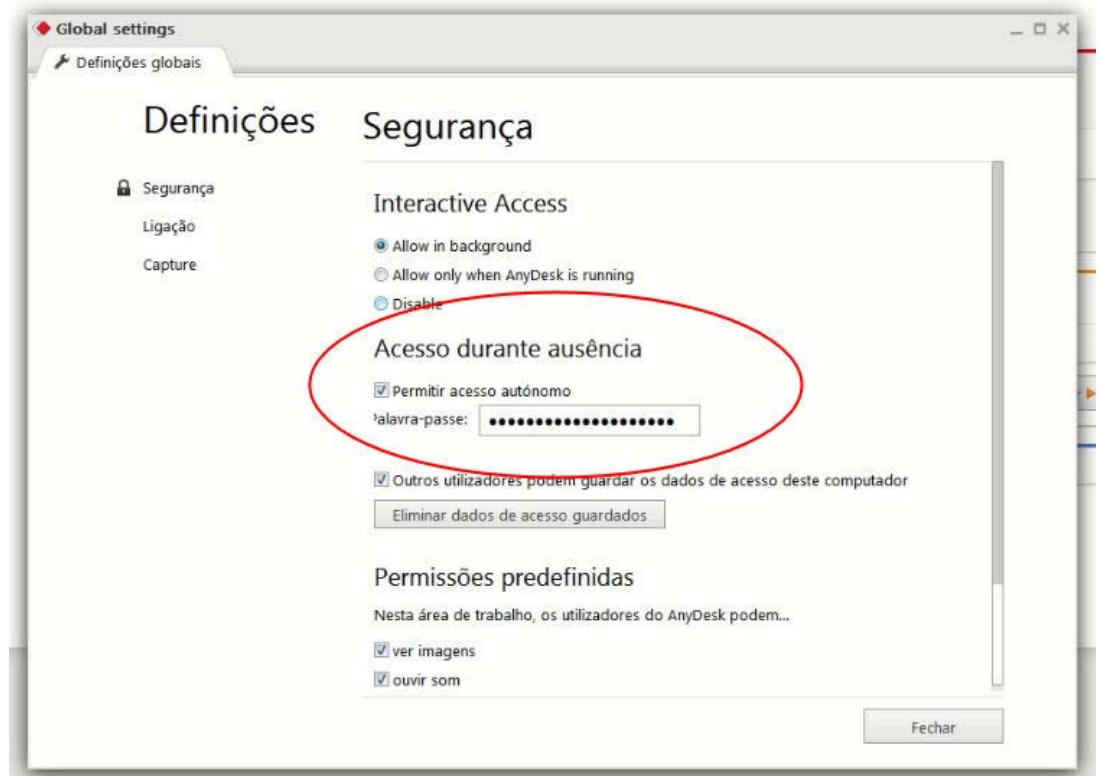 Global settings
Definições globais
Definições
Segurança
Ligação
Capture
Segurança
Interactive Access
Allow in background
Allow only when AnyDesk is running
Disable
Acesso durante ausência
Permitir acesso autónomo
Palavra-passe: ●●●●●●●●●●●●●●●●●●●●
Outros utilizadores podem guardar os dados de acesso deste computador
Eliminar dados de acesso guardados
Permissões predefinidas
Nesta área de trabalho, os utilizadores do AnyDesk podem...
ver imagens
ouvir som
Fechar